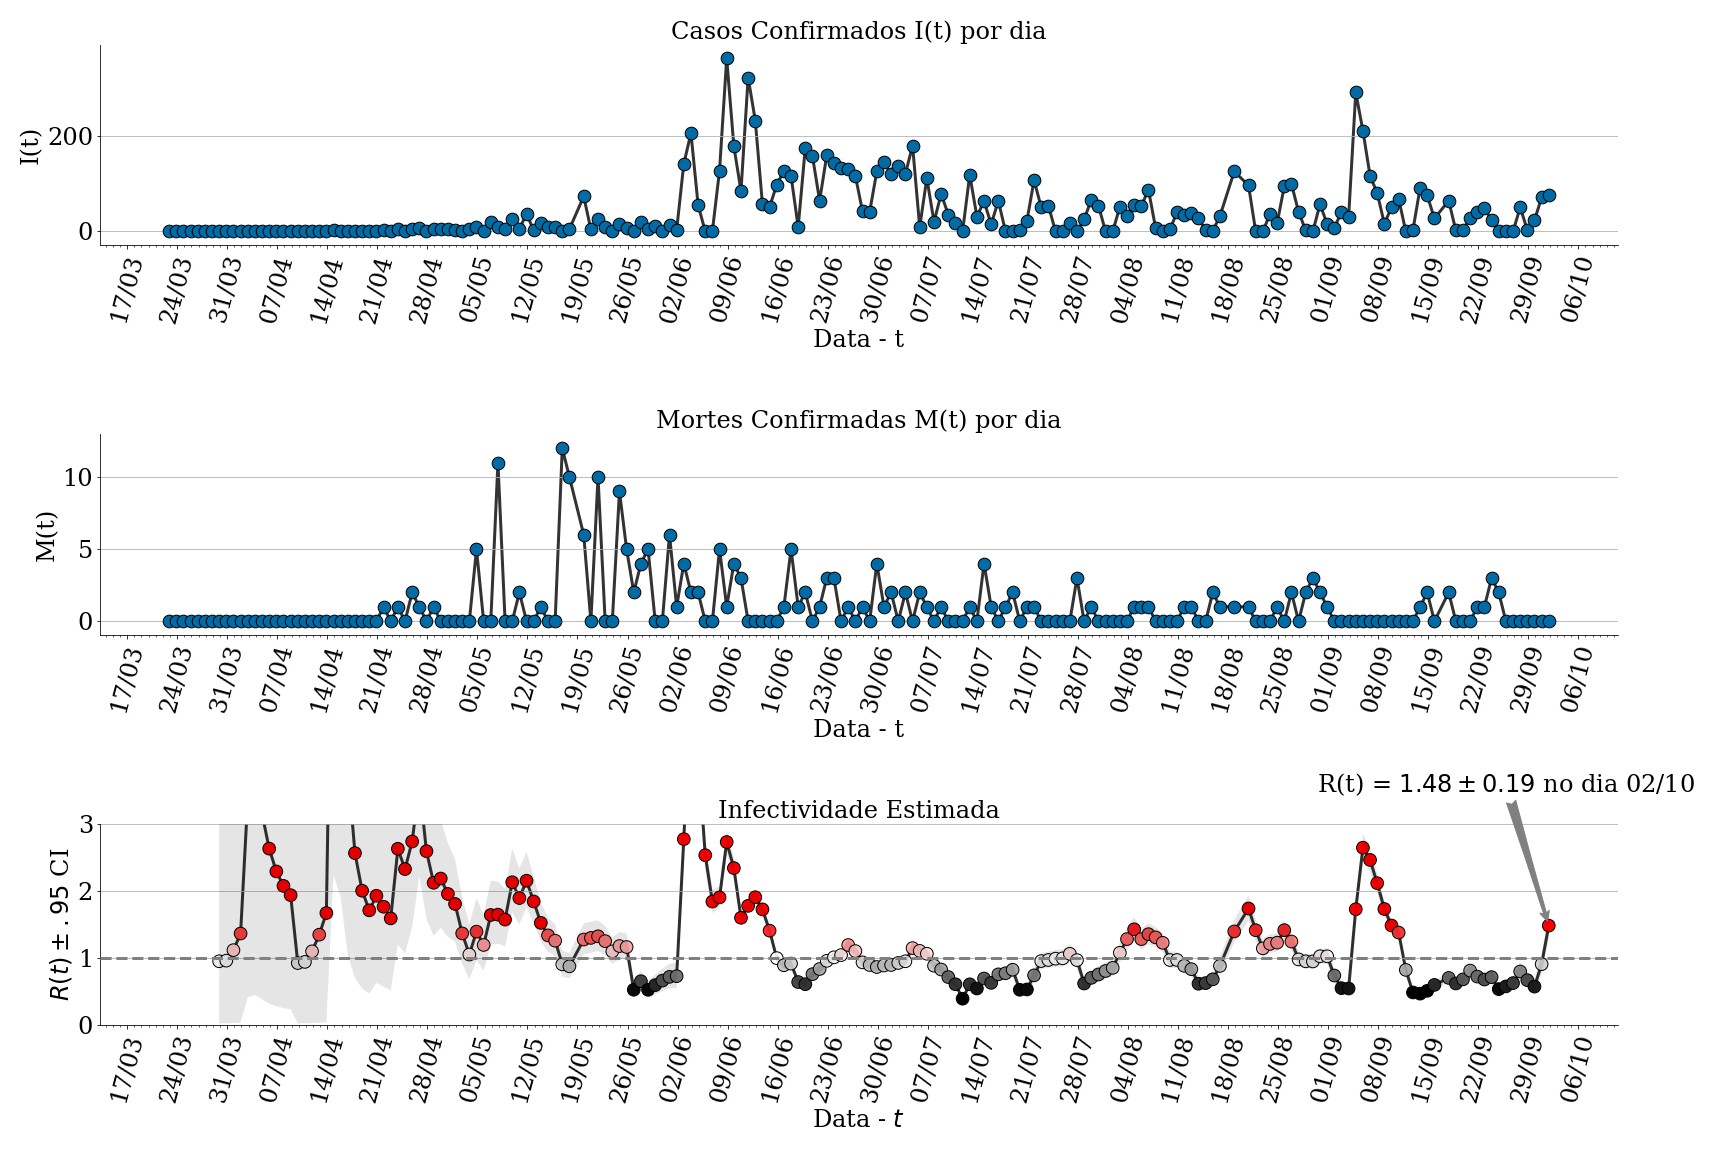 Casos Confirmados I(t) por dia
I(t)
200
0
17/03 24/03 31/03 07/04 14/04 21/04 28/04 05/05 12/05 19/05 26/05 02/06 09/06 16/06 23/06 30/06 07/07 14/07 21/07 28/07 04/08 11/08 18/08 25/08 01/09 08/09 15/09 22/09 29/09 06/10
Data - t
Mortes Confirmadas M(t) por dia
M(t)
10
5
0
17/03 24/03 31/03 07/04 14/04 21/04 28/04 05/05 12/05 19/05 26/05 02/06 09/06 16/06 23/06 30/06 07/07 14/07 21/07 28/07 04/08 11/08 18/08 25/08 01/09 08/09 15/09 22/09 29/09 06/10
Data - t
R(t) = 1.48 ± 0.19 no dia 02/10
Infectividade Estimada
R(t) ± .95 CI
3
2
1
0
17/03 24/03 31/03 07/04 14/04 21/04 28/04 05/05 12/05 19/05 26/05 02/06 09/06 16/06 23/06 30/06 07/07 14/07 21/07 28/07 04/08 11/08 18/08 25/08 01/09 08/09 15/09 22/09 29/09 06/10
Data - t